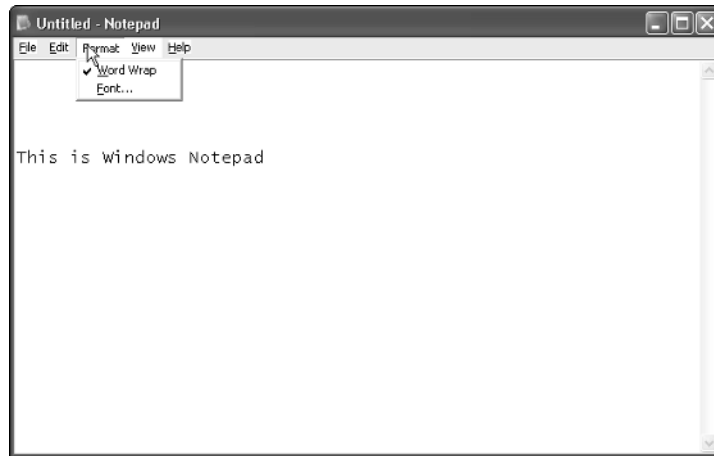 Untitled - Notepad
File Edit Format View Help
Word Wrap
Font...
This is Windows Notepad